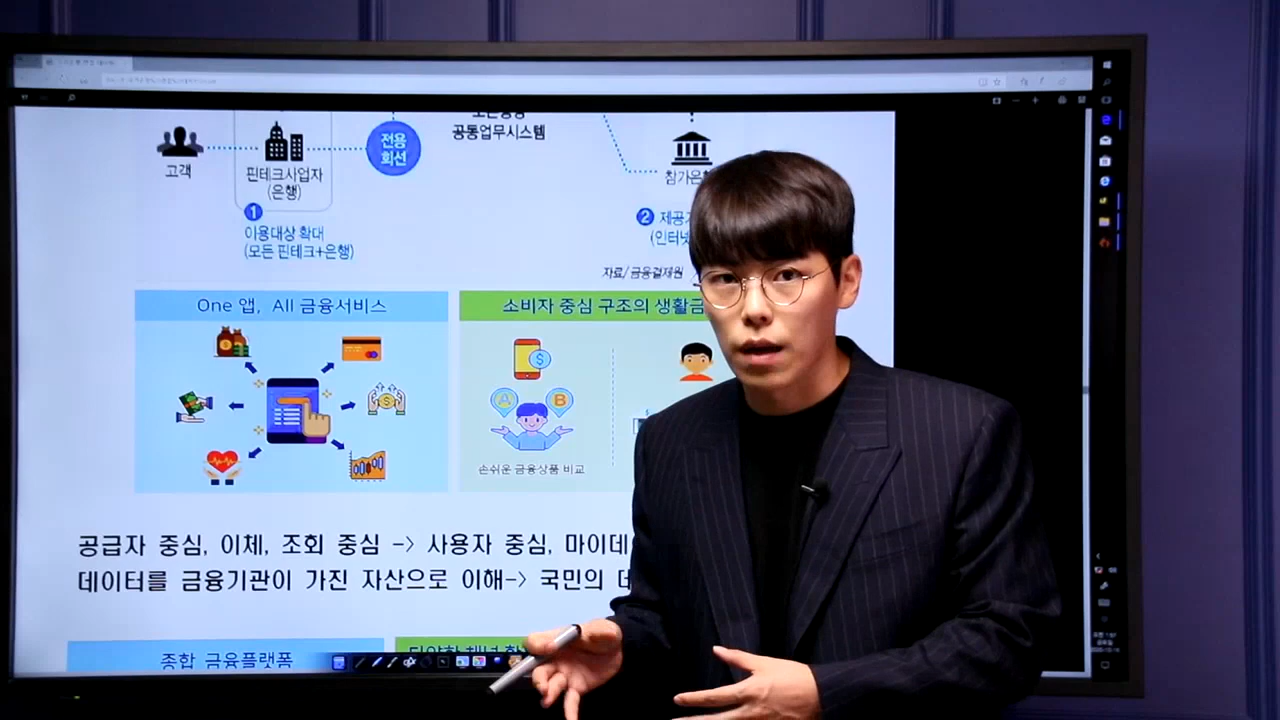 공동업무시스템
전용
회선
고객
핀테크사업자
(은행)
참가은
1
이용대상 확대
(모든 핀테크+은행)
2 제공
(인터넷
자료/금융결제원
One 앱, All 금융서비스
소비자 중심 구조의 생활금
A
B
손쉬운 금융상품 비교
공급자 중심, 이체, 조회 중심 -> 사용자 중심, 마이데
데이터를 금융기관이 가진 자산으로 이해-> 국민의 데
종합 금융플랫폼